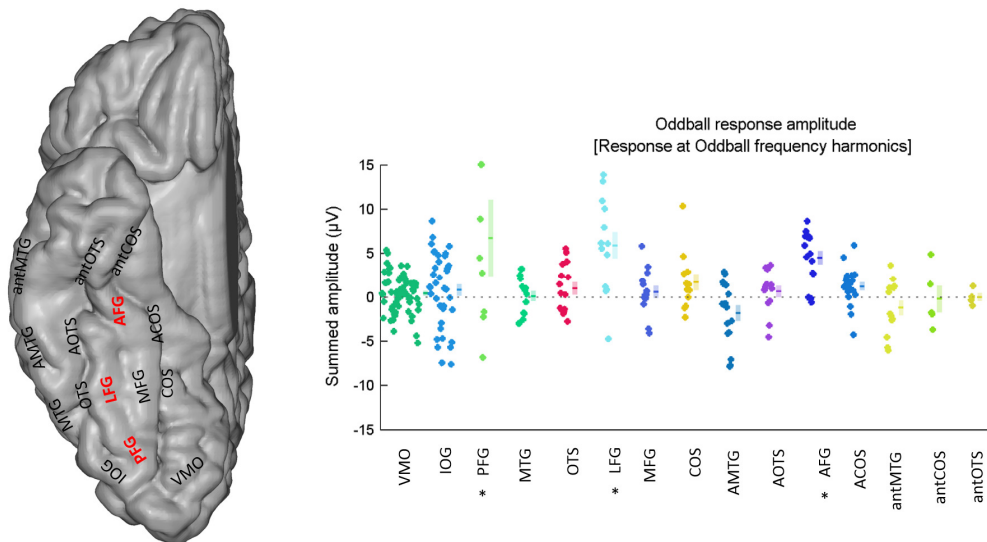 antMTG
antOTS
antCOS
AFG
AMTG
AOTS
ACOS
MTG
OTS
LFG
MFG
COS
PFG
IOG
VMO
Oddball response amplitude
[Response at Oddball frequency harmonics]
Summed amplitude (µV)
15
10
5
0
-5
-10
-15
VMO
IOG
* PFG
MTG
OTS
* LFG
MFG
COS
AMTG
AOTS
* AFG
ACOS
antMTG
antCOS
antOTS